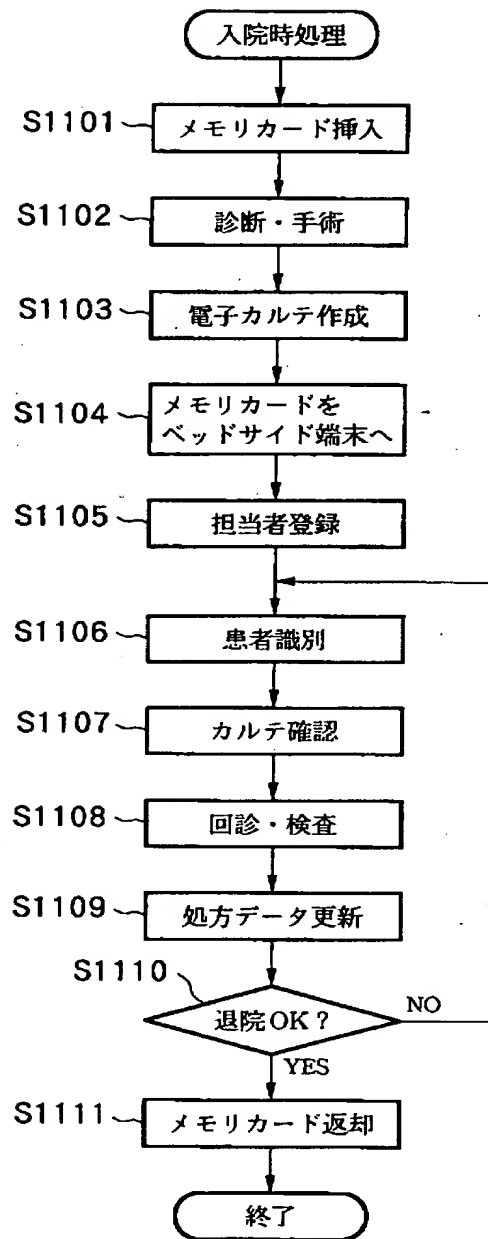 入院時処理
S1101
メモリカード挿入
S1102
診断・手術
S1103
電子カルテ作成
S1104
メモリカードを
ベッドサイド端末へ
S1105
担当者登録
S1106
患者識別
S1107
カルテ確認
S1108
回診・検査
S1109
処方データ更新
S1110
退院OK?
NO
YES
S1111
メモリカード返却
終了